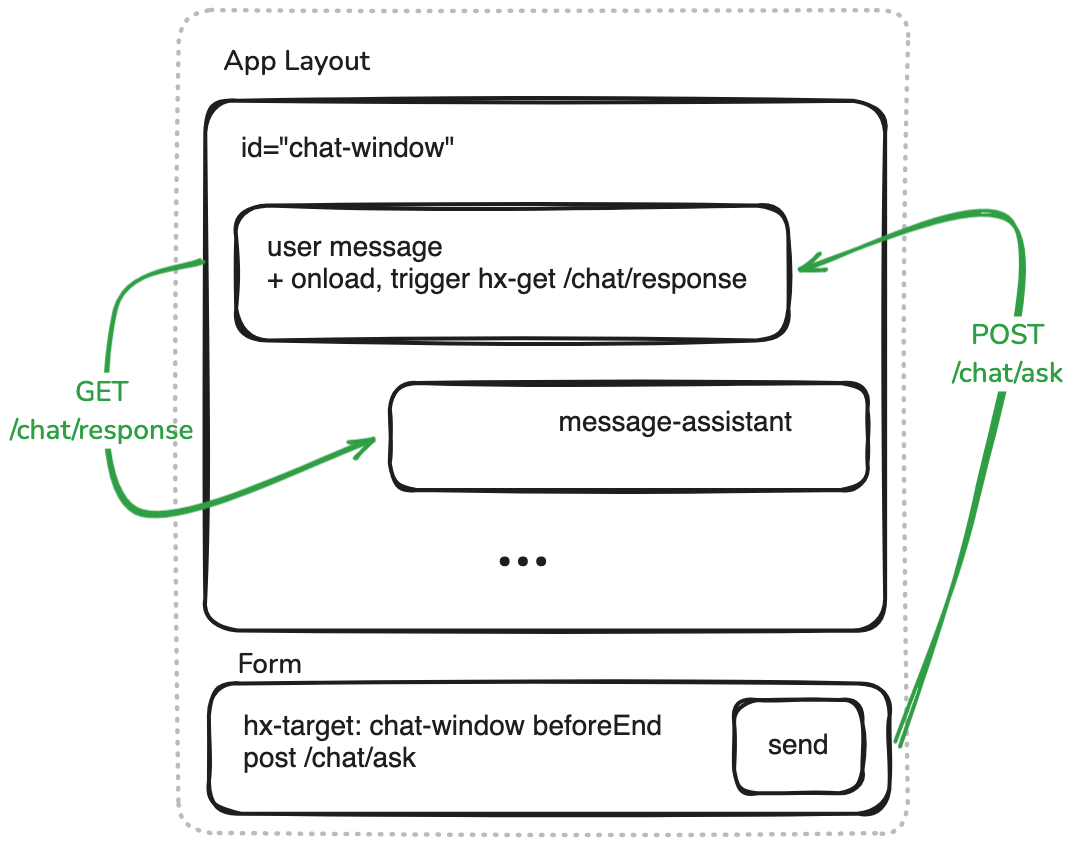 App Layout
id="chat-window"
user message
+ onload, trigger hx-get /chat/response
POST
/chat/ask
GET
/chat/response
message-assistant
...
Form
hx-target: chat-window beforeEnd
post /chat/ask
send